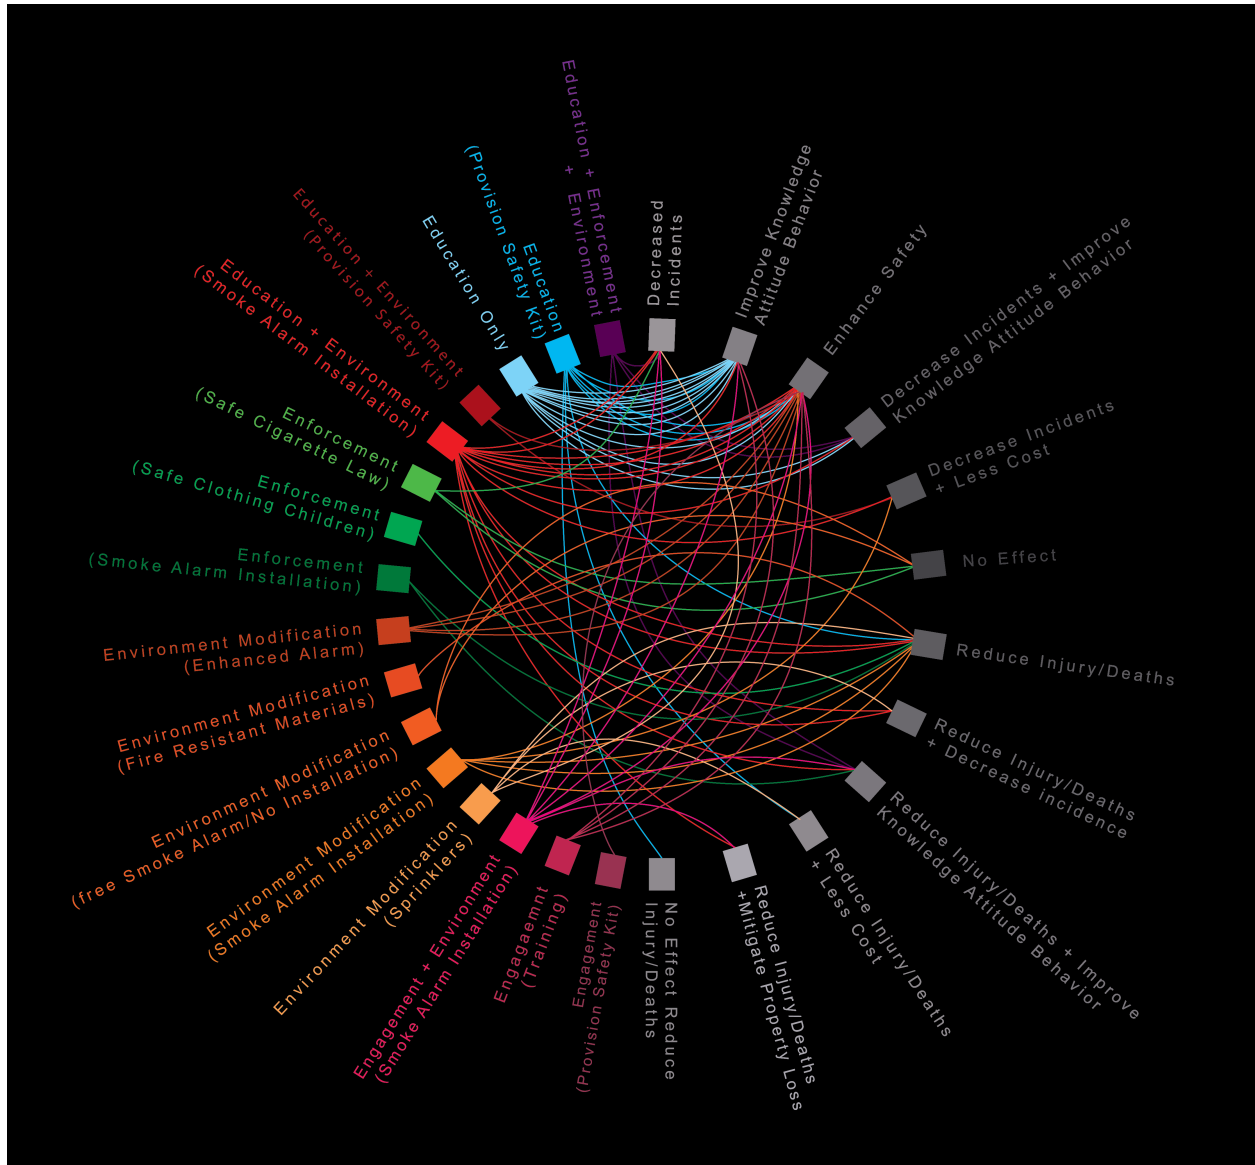 Education + Enforcement
+ Environment
Decreased
Incidents
Improve Knowledge
Attitude Behavior
Enhance Safety
Decrease Incidents + Improve
Knowledge Attitude Behavior
Decrease Incidents
+ Less Cost
No Effect
Reduce Injury/Deaths
Reduce Injury/Deaths
+ Decrease incidence
Reduce Injury/Deaths + Improve
Knowledge Attitude Behavior
Reduce Injury/Deaths
+ Less Cost
Reduce Injury/Deaths
+Mitigate Property Loss
No Effect Reduce
Injury/Deaths
Engagement
(Provision Safety Kit)
Engagaemnt
(Training)
Engagement + Environment
(Smoke Alarm Installation)
Environment Modification
(Sprinklers)
Environment Modification
(Smoke Alarm Installation)
Environment Modification
(free Smoke Alarm/No Installation)
Environment Modification
(Fire Resistant Materials)
Environment Modification
(Enhanced Alarm)
Enforcement
(Smoke Alarm Installation)
Enforcement
(Safe Clothing Children)
Enforcement
(Safe Cigarette Law)
Education + Environment
(Smoke Alarm Installation)
Education + Environment
(Provision Safety Kit)
Education Only
Education
(Provision Safety Kit)